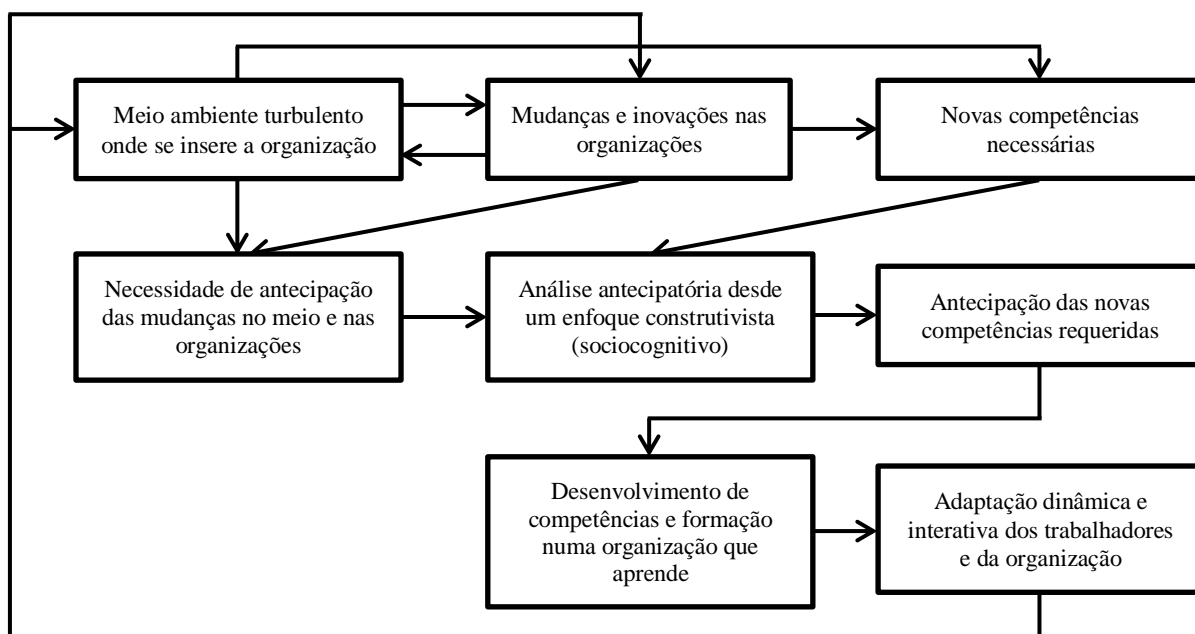 Meio ambiente turbulento
onde se insere a organização
Mudanças e inovações nas
organizações
Novas competências
necessárias
Necessidade de antecipação
das mudanças no meio e nas
organizações
Análise antecipatória desde
um enfoque construtivista
(sociocognitivo)
Antecipação das novas
competências requeridas
Desenvolvimento de
competências e formação
numa organização que
aprende
Adaptação dinâmica e
interativa dos trabalhadores
e da organização